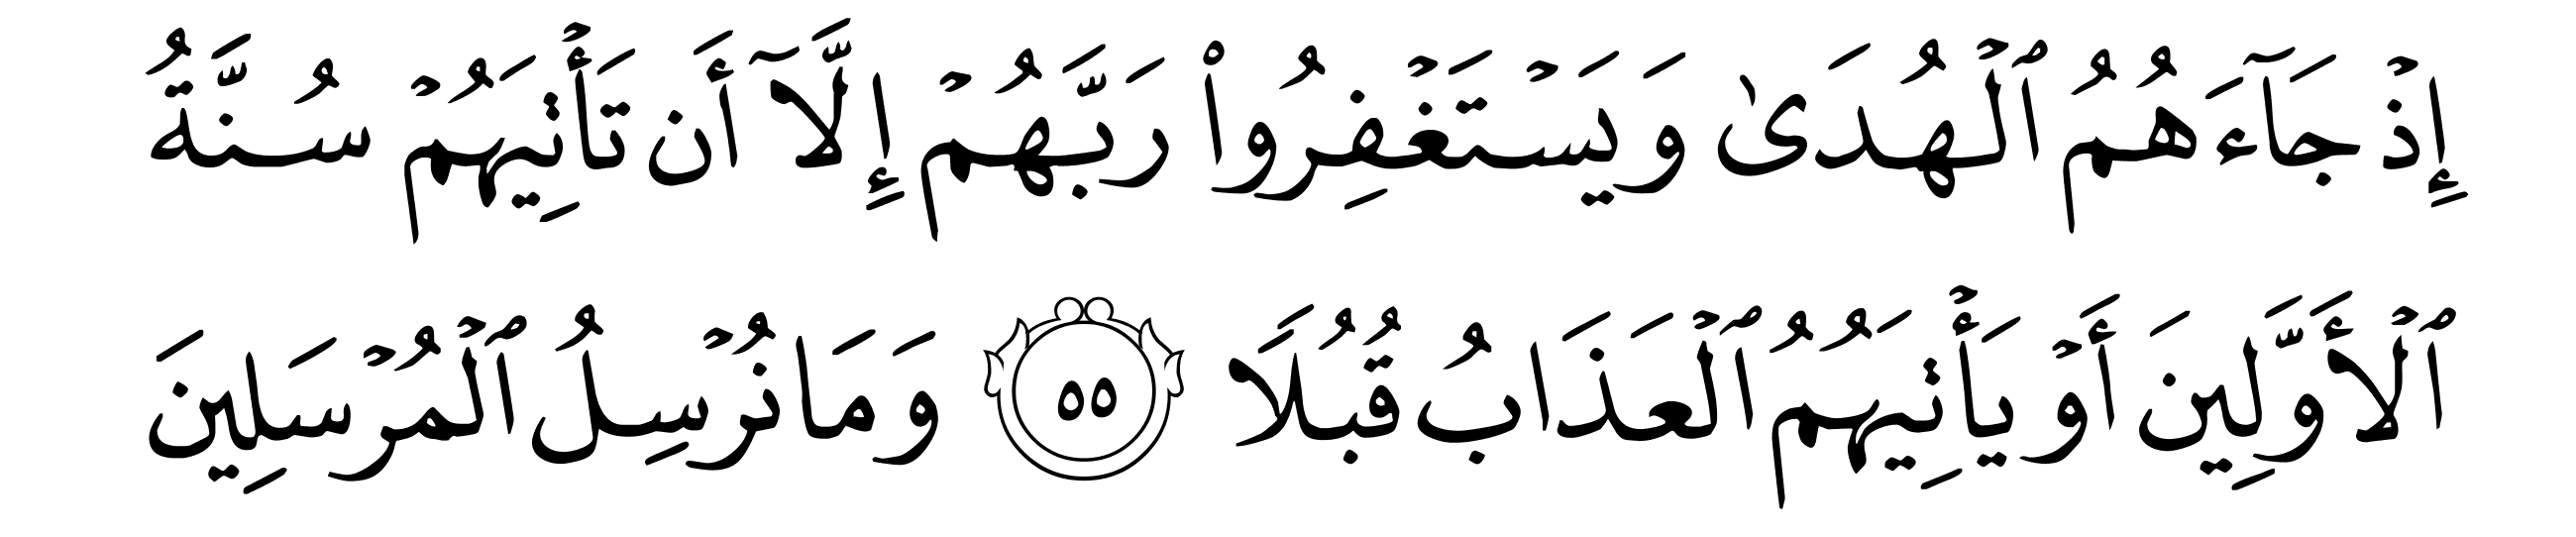 إِذۡ جَآءَهُمُ ٱلۡهُدَىٰ وَيَسۡتَغۡفِرُواْ رَبَّهُمۡ إِلَّآ أَن تَأۡتِيَهُمۡ سُنَّةُ
ٱلۡأَوَّلِينَ أَوۡ يَأۡتِيَهُمُ ٱلۡعَذَابُ قُبُلًا ٥٥ وَمَا نُرۡسِلُ ٱلۡمُرۡسَلِينَ